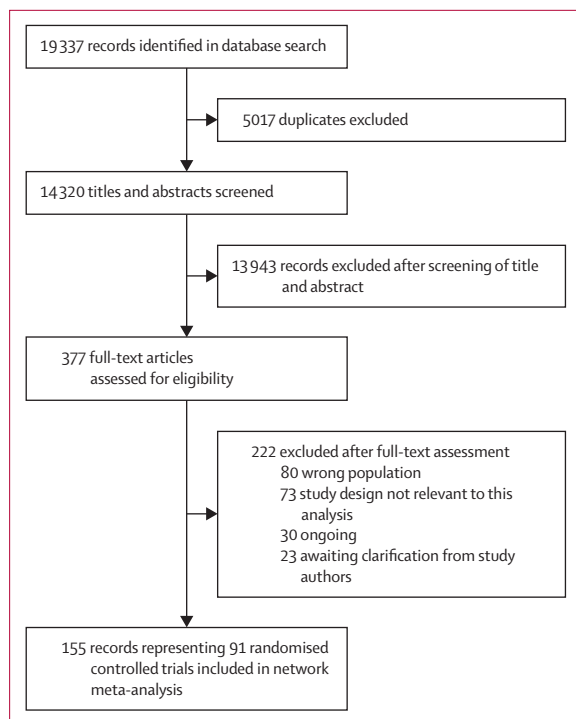 19 337 records identified in database search
5017 duplicates excluded
14 320 titles and abstracts screened
13 943 records excluded after screening of title
and abstract
377 full-text articles
assessed for eligibility
222 excluded after full-text assessment
80 wrong population
73 study design not relevant to this
analysis
30 ongoing
23 awaiting clarification from study
authors
155 records representing 91 randomised
controlled trials included in network
meta-analysis